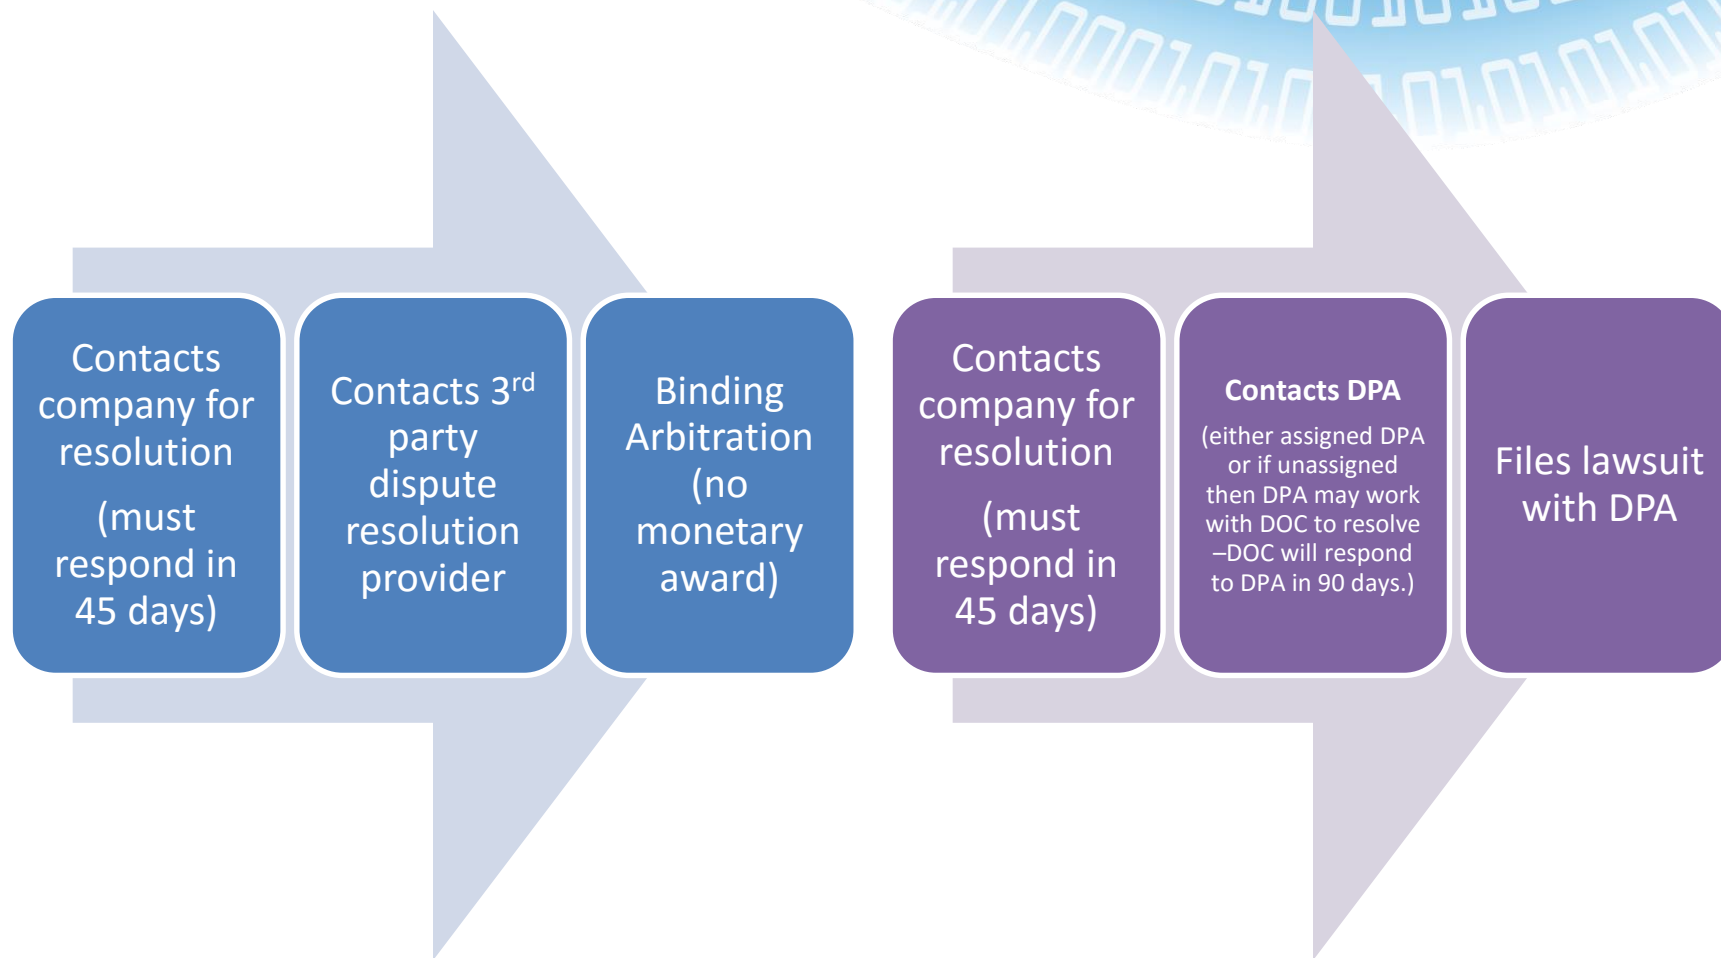 Contacts
company for
resolution
(must
respond in
45 days)
Contacts 3rd
party
dispute
resolution
provider
Binding
Arbitration
(no
monetary
award)
Contacts
company for
resolution
(must
respond in
45 days)
Contacts DPA
(either assigned DPA
or if unassigned
then DPA may work
with DOC to resolve
–DOC will respond
to DPA in 90 days.)
Files lawsuit
with DPA